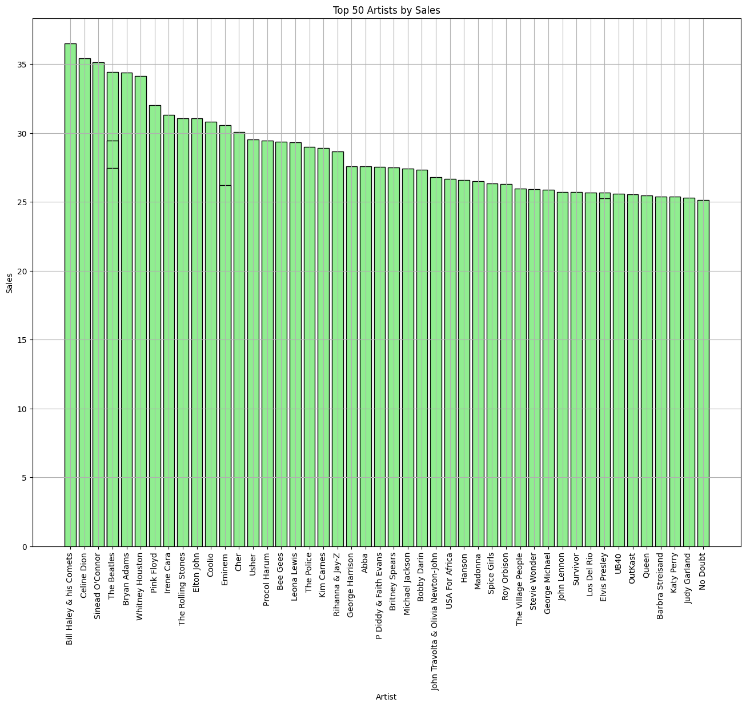 Top 50 Artists by Sales
Sales
35
30
25
20
15
10
5
0
Bill Haley & his Comets
Celine Dion
Sinead O'Connor
The Beatles
Bryan Adams
Whitney Houston
Pink Floyd
Irene Cara
The Rolling Stones
Elton John
Coolio
Eminem
Cher
Usher
Procol Harum
Bee Gees
Leona Lewis
The Police
Kim Carnes
Rihanna & Jay-Z
George Harrison
Abba
P Diddy & Faith Evans
Britney Spears
Michael Jackson
Bobby Darin
John Travolta & Olivia Newton-John
USA For Africa
Hanson
Madonna
Spice Girls
Roy Orbison
The Village People
Stevie Wonder
George Michael
John Lennon
Survivor
Los Del Rio
Elvis Presley
UB40
OutKast
Queen
Barbra Streisand
Katy Perry
Judy Garland
No Doubt
Artist